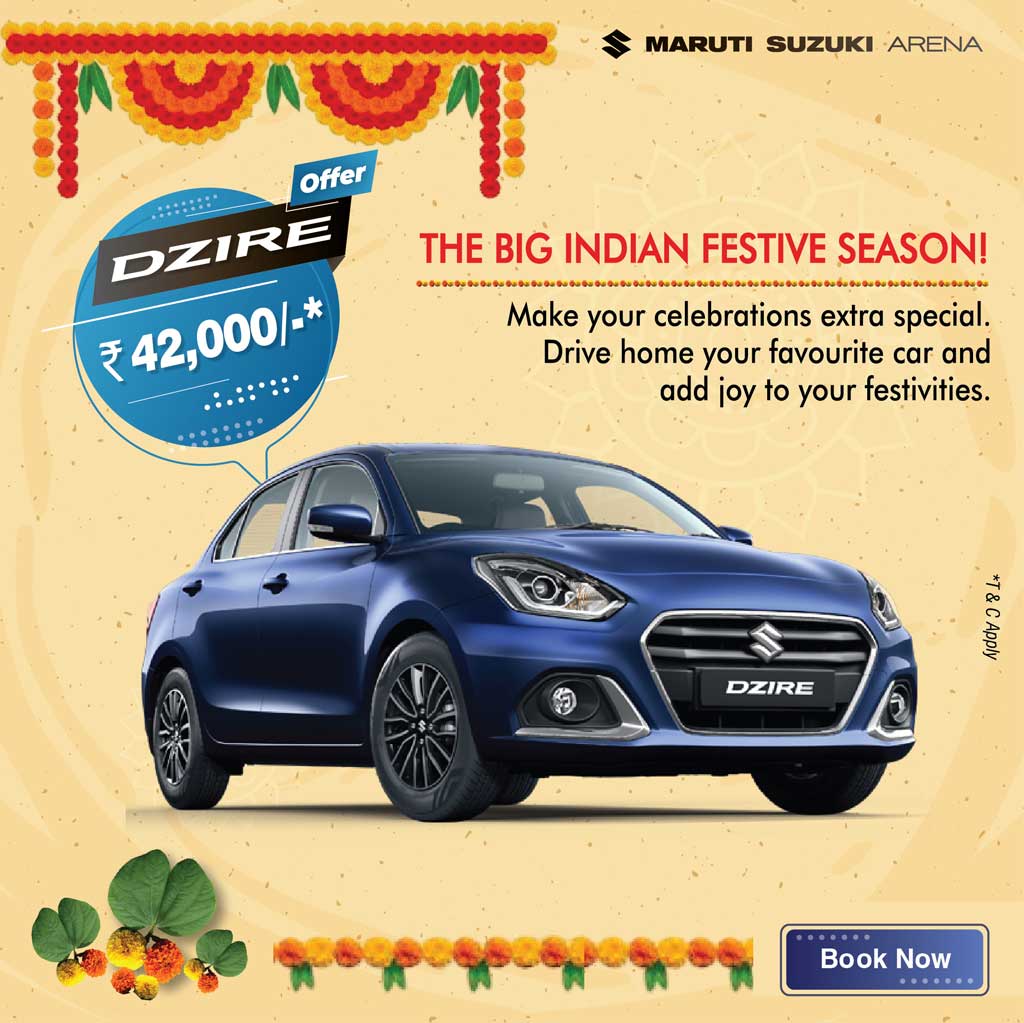 MARUTI SUZUKI ARENA
Offer
DZIRE
₹ 42,000/-*
THE BIG INDIAN FESTIVE SEASON!
Make your celebrations extra special.
Drive home your favourite car and
add joy to your festivities.
*T & C Apply
DZIRE
Book Now